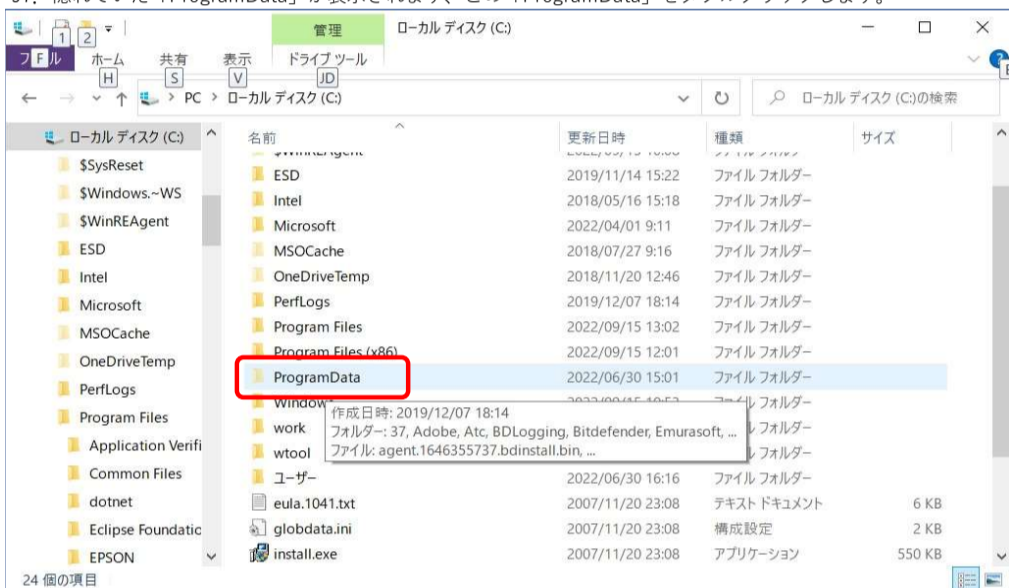 管理
ローカル ディスク (C:)
1
2
ファイル
F
ホーム
共有
表示
ドライブ ツール
H
S
V
JD
PC > ローカル ディスク (C:)
ローカル ディスク (C:)の検索
ローカル ディスク (C:)
$SysReset
$Windows.~WS
$WinREAgent
ESD
Intel
Microsoft
MSOCache
OneDriveTemp
PerfLogs
Program Files
Application Verifi
Common Files
dotnet
Eclipse Foundatic
EPSON
名前 更新日時 種類 サイズ
ESD 2019/11/14 15:22 ファイル フォルダー
Intel 2018/05/16 15:18 ファイル フォルダー
Microsoft 2022/04/01 9:11 ファイル フォルダー
MSOCache 2018/07/27 9:16 ファイル フォルダー
OneDriveTemp 2018/11/20 12:46 ファイル フォルダー
PerfLogs 2019/12/07 18:14 ファイル フォルダー
Program Files 2022/09/15 13:02 ファイル フォルダー
Program Files (x86) 2022/09/15 12:01 ファイル フォルダー
ProgramData 2022/06/30 15:01 ファイル フォルダー
Windows
作成日時: 2019/12/07 18:14
work フォルダー: 37, Adobe, Atc, BDLogging, Bitdefender, Emurasoft, ... フォルダー
wtool ファイル: agent.1646355737.bdinstall.bin, ... フォルダー
ユーザー 2022/06/30 16:16 ファイル フォルダー
eula.1041.txt 2007/11/20 23:08 テキスト ドキュメント 6 KB
globdata.ini 2007/11/20 23:08 構成設定 2 KB
install.exe 2007/11/20 23:08 アプリケーション 550 KB
24 個の項目